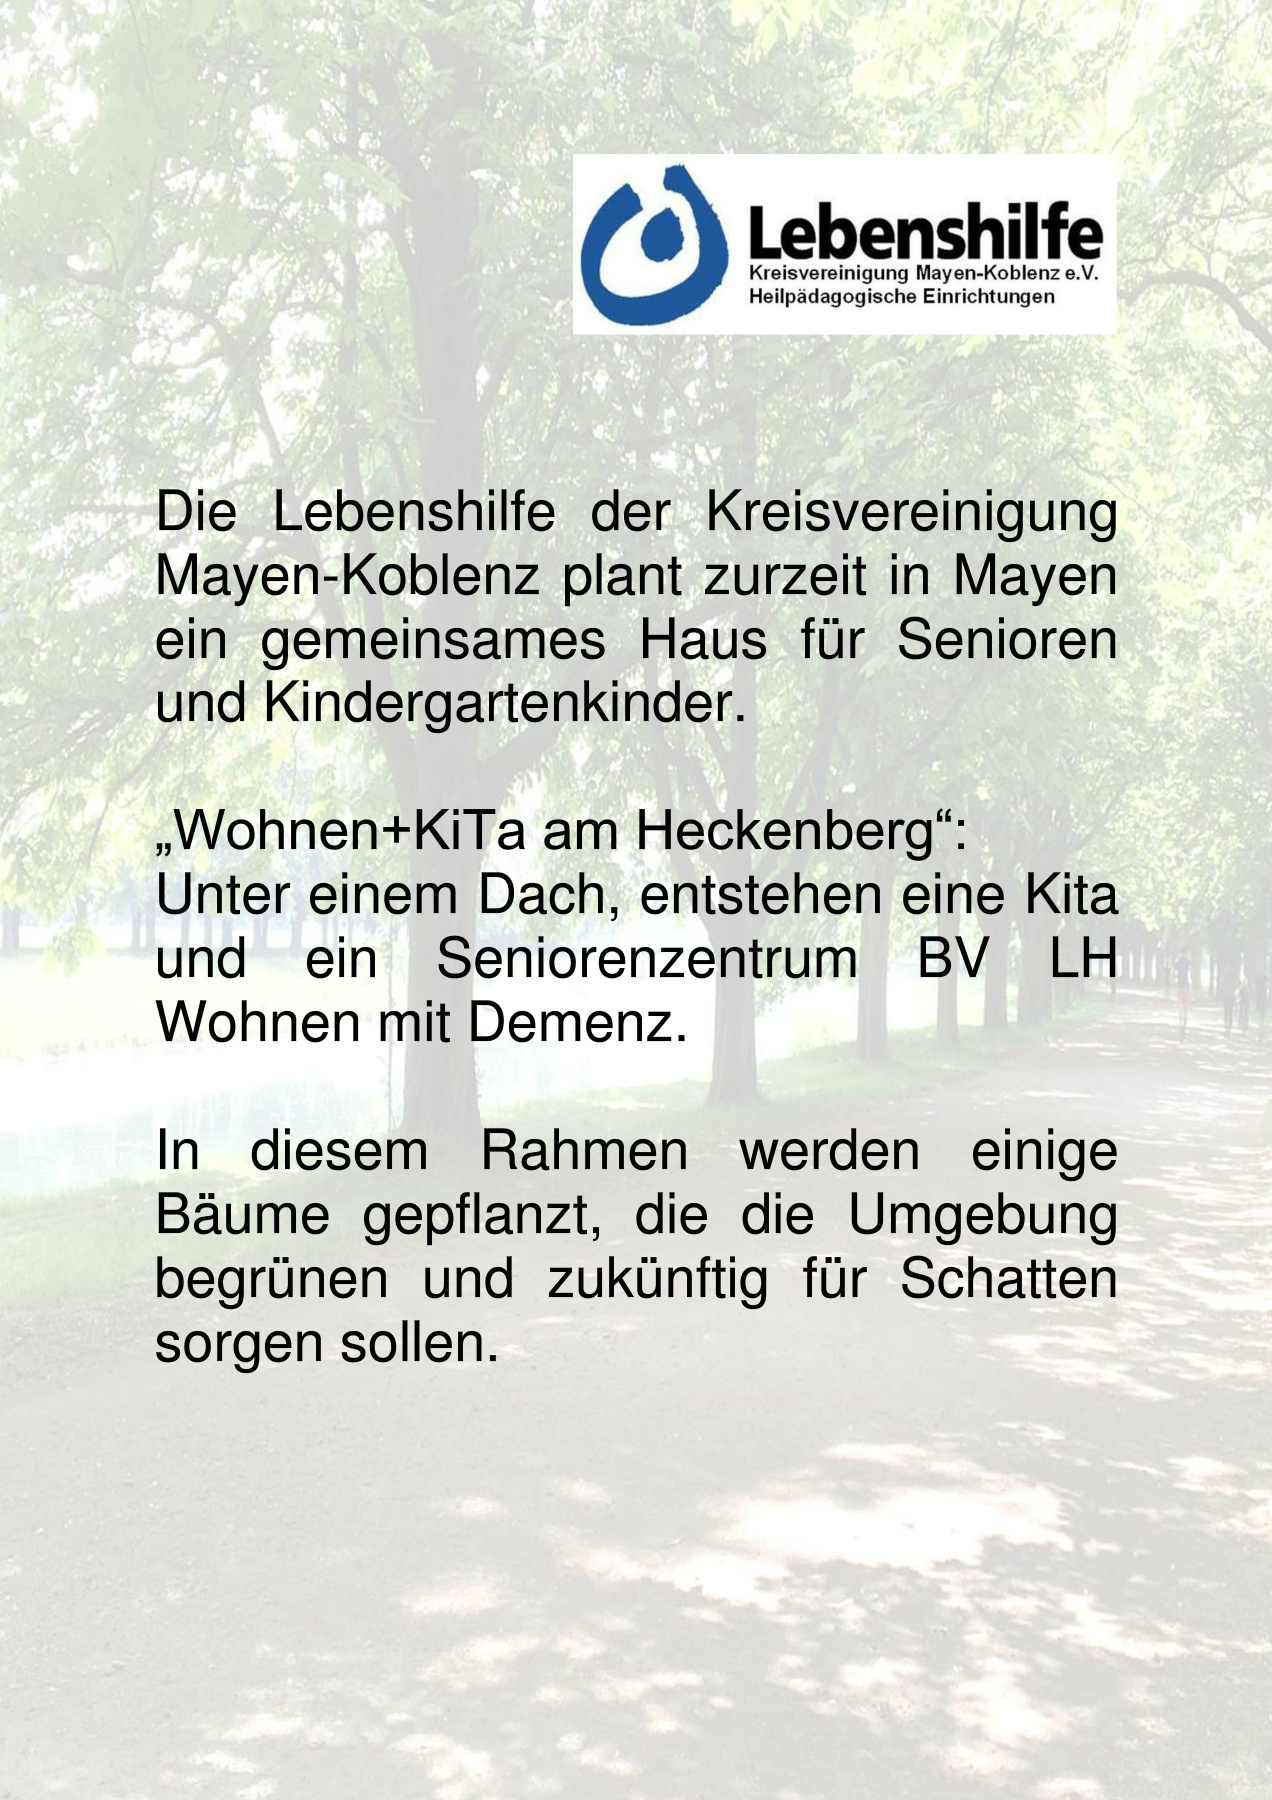 Lebenshilfe
Kreisvereinigung Mayen-Koblenz e.V.
Heilpädagogische Einrichtungen
Die Lebenshilfe der Kreisvereinigung
Mayen-Koblenz plant zurzeit in Mayen
ein gemeinsames Haus für Senioren
und Kindergartenkinder.
„Wohnen+KiTa am Heckenberg“:
Unter einem Dach, entstehen eine Kita
und ein Seniorenzentrum BV LH
Wohnen mit Demenz.
In diesem Rahmen werden einige
Bäume gepflanzt, die die Umgebung
begrünen und zukünftig für Schatten
sorgen sollen.